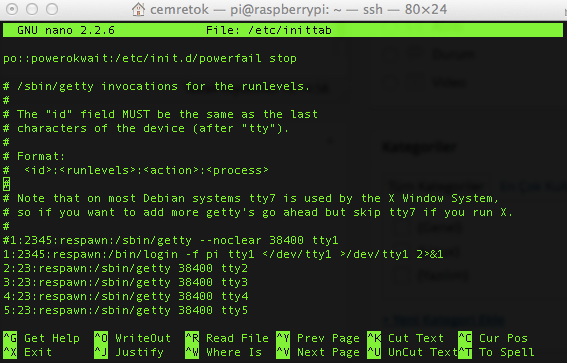 cemretok — pi@raspberrypi: ~ — ssh — 80×24
GNU nano 2.2.6 File: /etc/inittab
po::powerokwait:/etc/init.d/powerfail stop
# /sbin/getty invocations for the runlevels.
#
# The "id" field MUST be the same as the last
# characters of the device (after "tty").
#
# Format:
#  <id>:<runlevels>:<action>:<process>
#
# Note that on most Debian systems tty7 is used by the X Window System,
# so if you want to add more getty's go ahead but skip tty7 if you run X.
#
#1:2345:respawn:/sbin/getty --noclear 38400 tty1
1:2345:respawn:/bin/login -f pi tty1 </dev/tty1 >/dev/tty1 2>&1
2:23:respawn:/sbin/getty 38400 tty2
3:23:respawn:/sbin/getty 38400 tty3
4:23:respawn:/sbin/getty 38400 tty4
5:23:respawn:/sbin/getty 38400 tty5
^G Get Help ^O WriteOut ^R Read File ^Y Prev Page ^K Cut Text ^C Cur Pos
^X Exit ^J Justify ^W Where Is ^V Next Page ^U UnCut Text ^T To Spell
Kategoriler